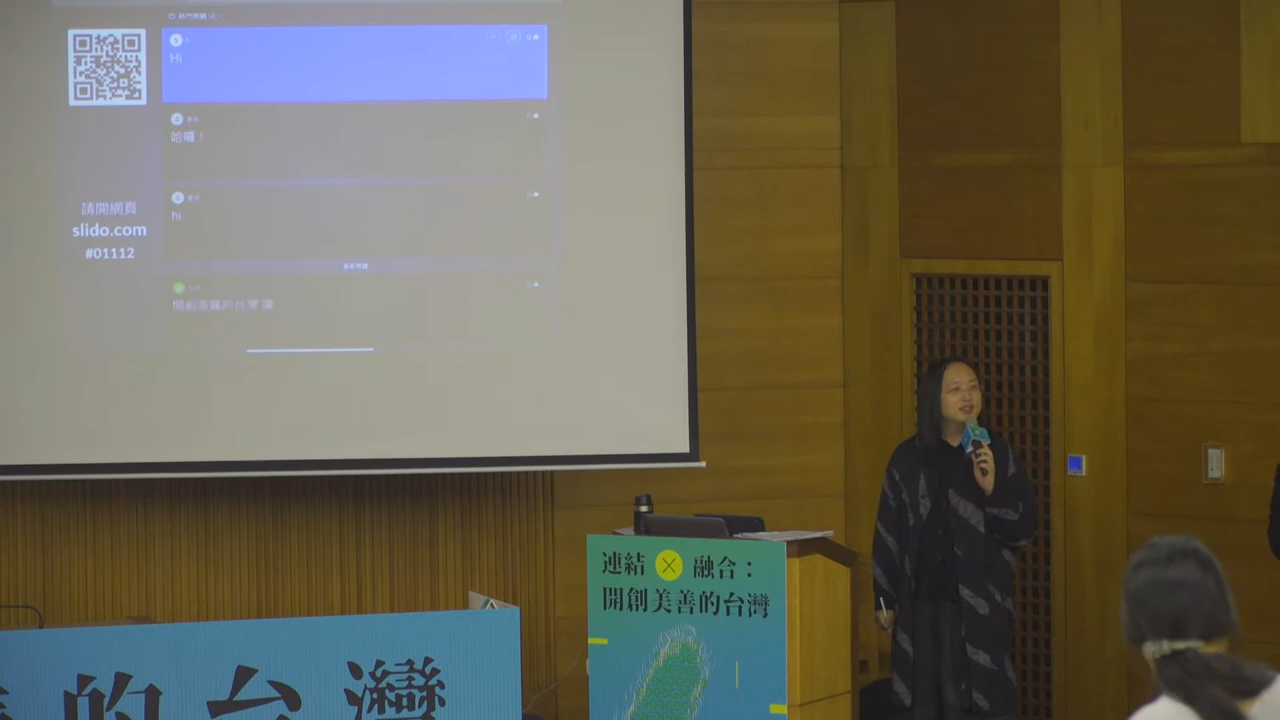 Hi
哈囉！
hi
請開網頁
slido.com
#01112
連結 × 融合：
開創美善的台灣
的台灣